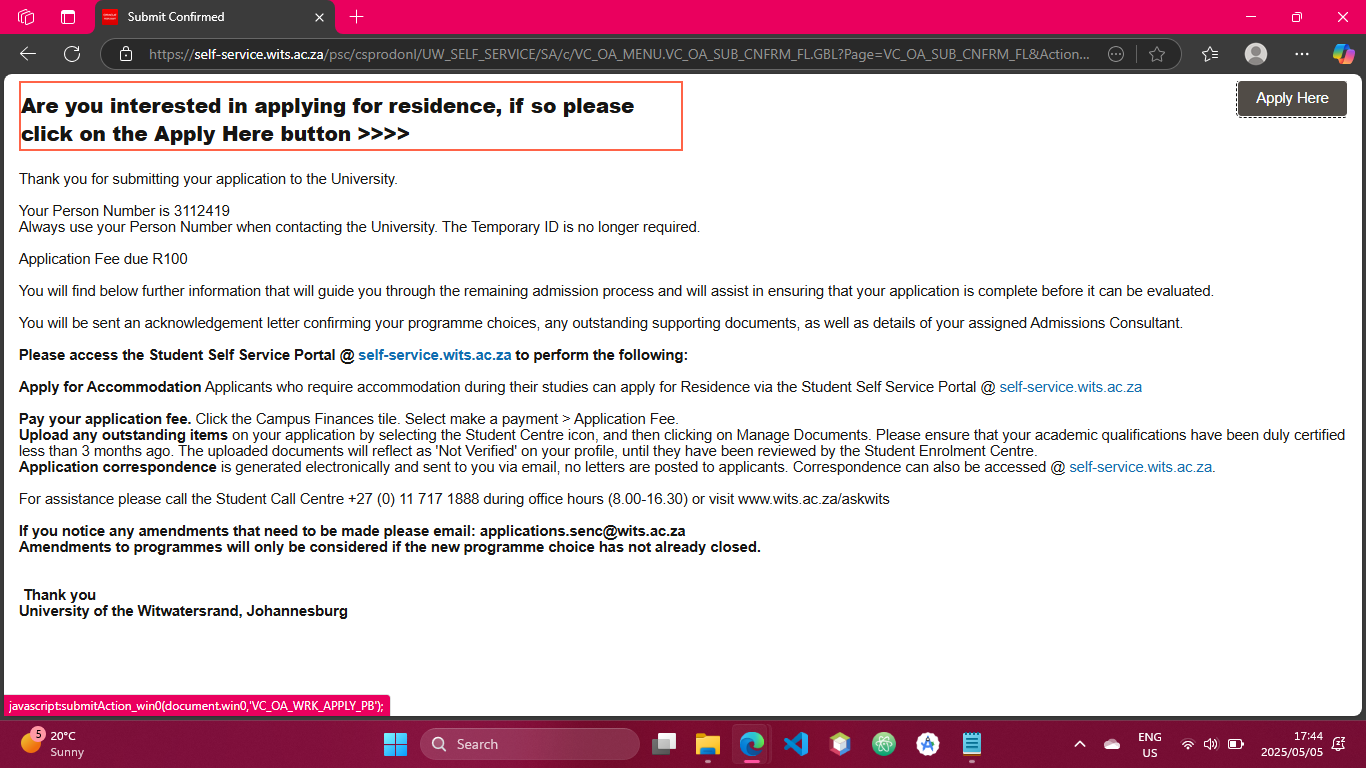 Submit Confirmed
https://self-service.wits.ac.za/psc/csprodonl/UW_SELF_SERVICE/SA/c/VC_OA_MENU.VC_OA_SUB_CNFRM_FL.GBL?Page=VC_OA_SUB_CNFRM_FL&Action...
Are you interested in applying for residence, if so please
click on the Apply Here button >>>>
Apply Here
Thank you for submitting your application to the University.
Your Person Number is 3112419
Always use your Person Number when contacting the University. The Temporary ID is no longer required.
Application Fee due R100
You will find below further information that will guide you through the remaining admission process and will assist in ensuring that your application is complete before it can be evaluated.
You will be sent an acknowledgement letter confirming your programme choices, any outstanding supporting documents, as well as details of your assigned Admissions Consultant.
Please access the Student Self Service Portal @ self-service.wits.ac.za to perform the following:
Apply for Accommodation Applicants who require accommodation during their studies can apply for Residence via the Student Self Service Portal @ self-service.wits.ac.za
Pay your application fee. Click the Campus Finances tile. Select make a payment > Application Fee.
Upload any outstanding items on your application by selecting the Student Centre icon, and then clicking on Manage Documents. Please ensure that your academic qualifications have been duly certified
less than 3 months ago. The uploaded documents will reflect as 'Not Verified' on your profile, until they have been reviewed by the Student Enrolment Centre.
Application correspondence is generated electronically and sent to you via email, no letters are posted to applicants. Correspondence can also be accessed @ self-service.wits.ac.za.
For assistance please call the Student Call Centre +27 (0) 11 717 1888 during office hours (8.00-16.30) or visit www.wits.ac.za/askwits
If you notice any amendments that need to be made please email: applications.senc@wits.ac.za
Amendments to programmes will only be considered if the new programme choice has not already closed.
Thank you
University of the Witwatersrand, Johannesburg
javascript:submitAction_win0(document.win0,'VC_OA_WRK_APPLY_PB');
5
20°C
Sunny
Search
ENG
US
17:44
2025/05/05